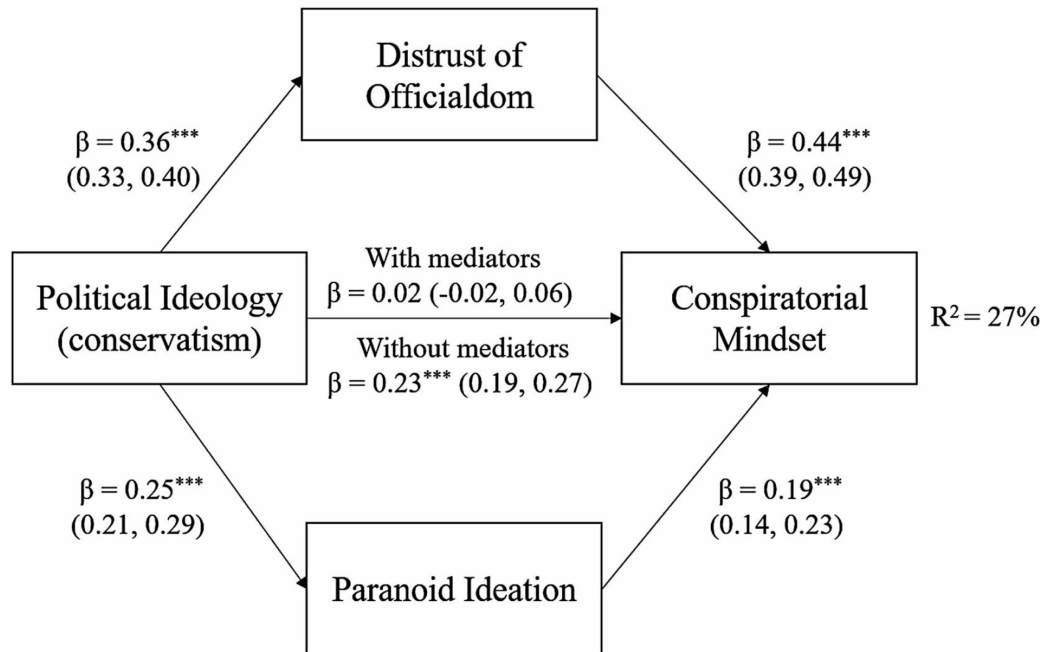 Distrust of
Officialdom
β = 0.36***
(0.33, 0.40)
β = 0.44***
(0.39, 0.49)
Political Ideology
(conservatism)
With mediators
β = 0.02 (-0.02, 0.06)
Without mediators
β = 0.23*** (0.19, 0.27)
Conspiratorial
Mindset
R² = 27%
β = 0.25***
(0.21, 0.29)
β = 0.19***
(0.14, 0.23)
Paranoid Ideation